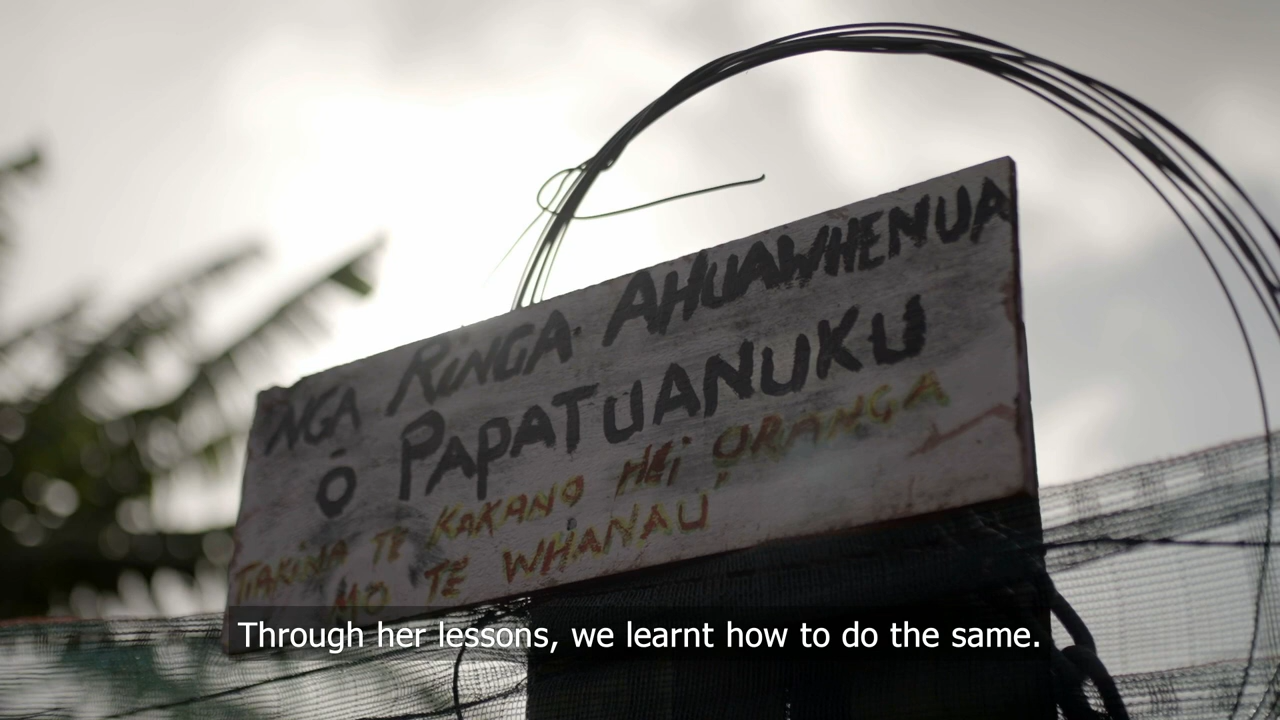 NGA RINGA AHUAWHENUA
Ō PAPATUANUKU
TIAKINA TE KAKANO HEI ORANGA
MO TE WHANAU
Through her lessons, we learnt how to do the same.